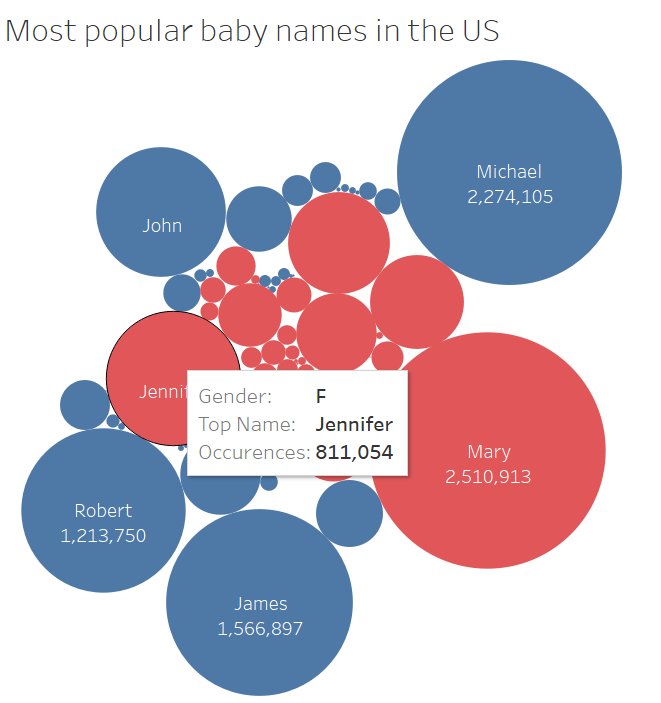 Most popular baby names in the US
Michael
2,274,105
John
Jennif
Gender: F
Top Name: Jennifer
Occurences: 811,054
Mary
2,510,913
Robert
1,213,750
James
1,566,897